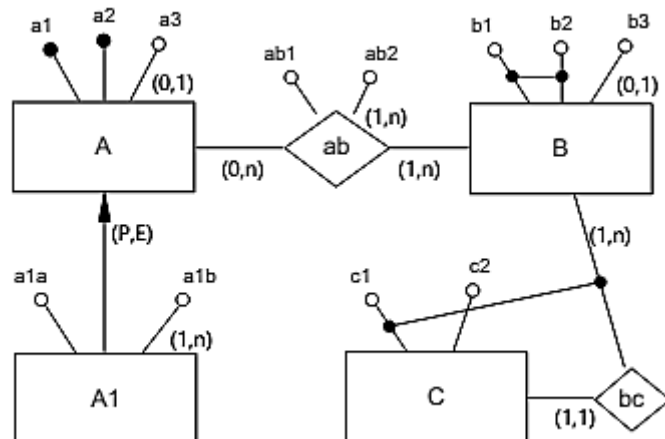 a1 a2 a3
b1 b2 b3
ab1 ab2
(0,1)
(0,1)
(1,n)
A
ab
B
(0,n)
(1,n)
(P,E)
(1,n)
a1a a1b
c1 c2
(1,n)
A1
C
bc
(1,1)